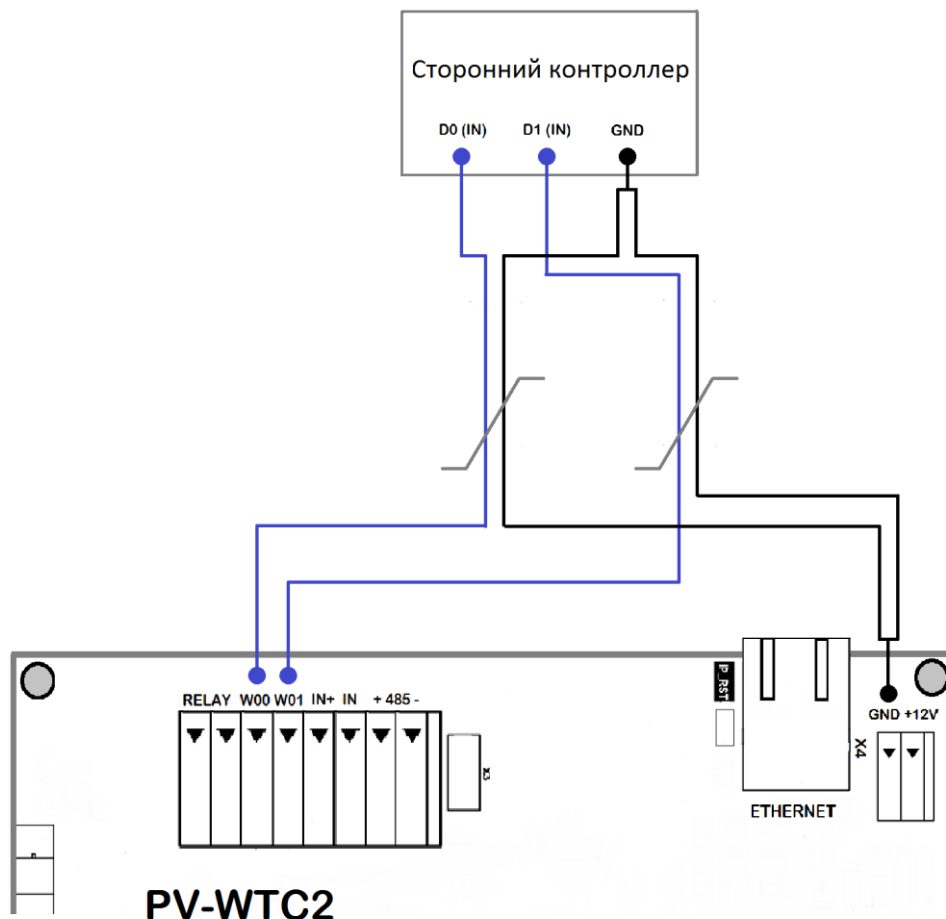 Сторонний контроллер
D0 (IN) D1 (IN) GND
P_RST
RELAY W00 W01 IN+ IN + 485 -
GND +12V
X3
X4
ETHERNET
PV-WTC2